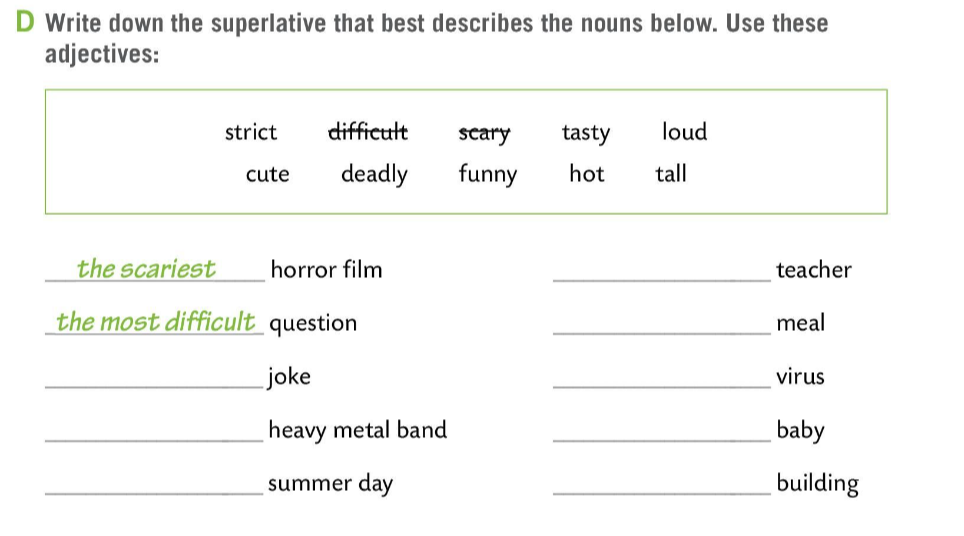 D Write down the superlative that best describes the nouns below. Use these
adjectives:
strict difficult scary tasty loud
cute deadly funny hot tall
the scariest horror film
the most difficult question
joke
heavy metal band
summer day
teacher
meal
virus
baby
building